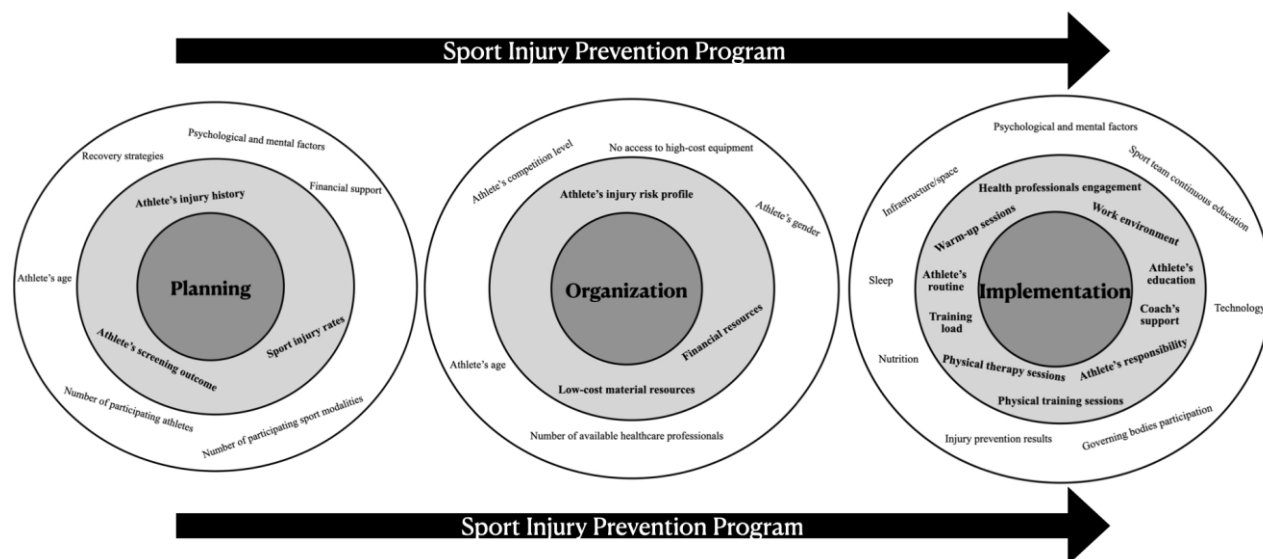 Sport Injury Prevention Program
Psychological and mental factors
Recovery strategies
Financial support
Athlete's injury history
Athlete's age
Planning
Athlete's screening outcome
Sport injury rates
Number of participating athletes
Number of participating sport modalities
Athlete's competition level
No access to high-cost equipment
Athlete's injury risk profile
Athlete's gender
Organization
Financial resources
Athlete's age
Low-cost material resources
Number of available healthcare professionals
Psychological and mental factors
Infrastructure/space
Sport team continuous education
Health professionals engagement
Warm-up sessions
Work environment
Sleep
Athlete's
routine
Implementation
Athlete's
education
Training
load
Coach's
support
Technology
Nutrition
Physical therapy sessions
Athlete's responsibility
Physical training sessions
Injury prevention results
Governing bodies participation
Sport Injury Prevention Program